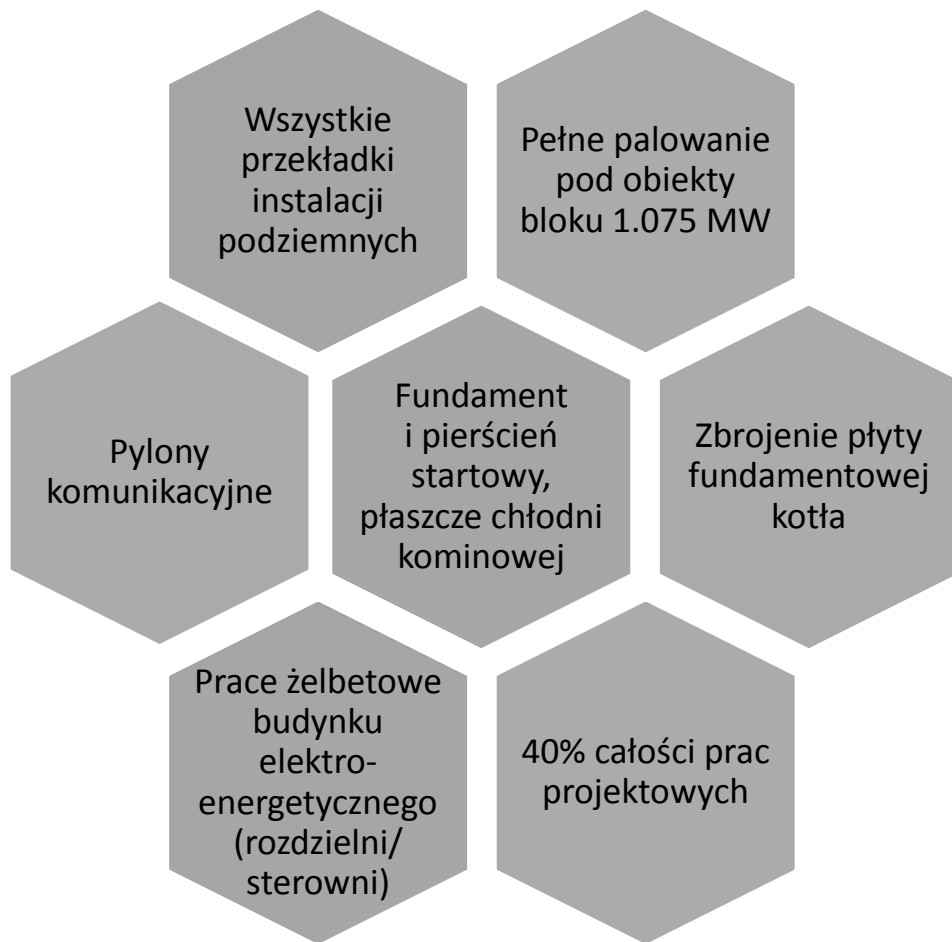 Wszystkie
przekładki
instalacji
podziemnych
Pełne palowanie
pod obiekty
bloku 1.075 MW
Pylony
komunikacyjne
Fundament
i pierścień
startowy,
płaszcze chłodni
kominowej
Zbrojenie płyty
fundamentowej
kotła
Prace żelbetowe
budynku
elektro-
energetycznego
(rozdzielni/
sterowni)
40% całości prac
projektowych